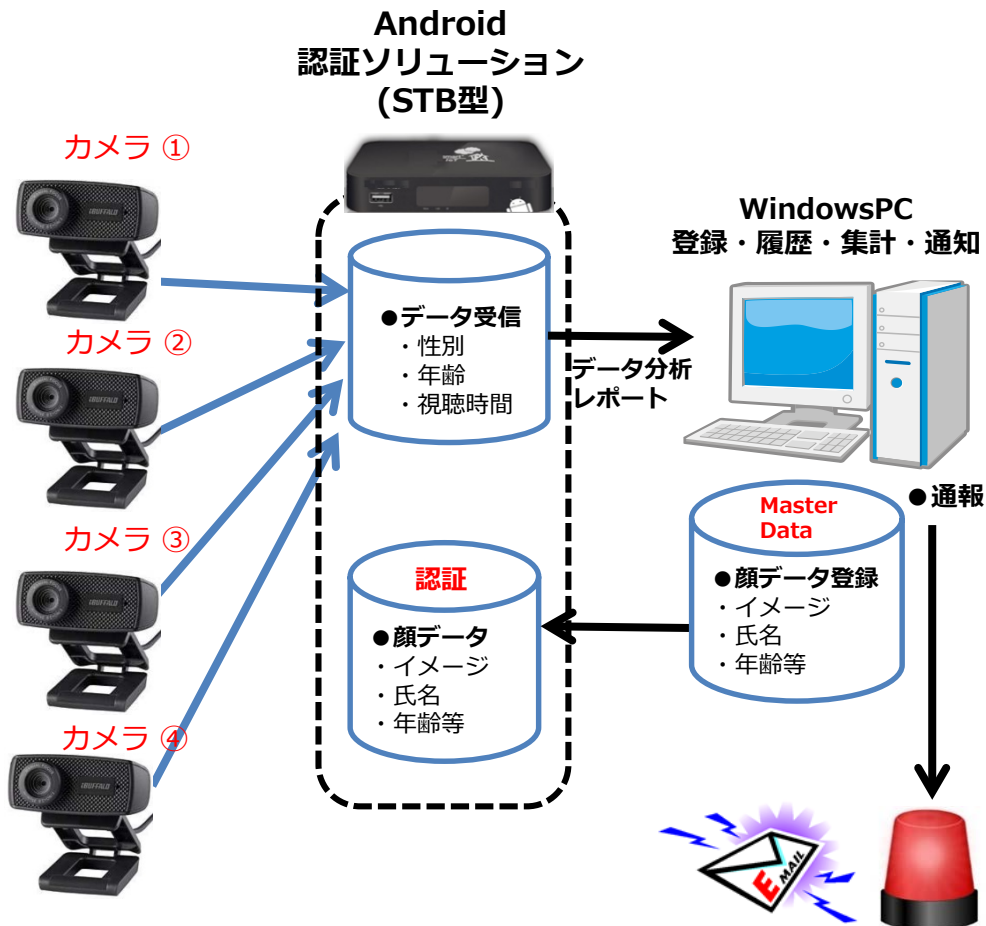 Android
認証ソリューション
(STB型)
カメラ ①
iBUFFALO
WindowsPC
登録・履歴・集計・通知
●データ受信
・性別
・年齢
・視聴時間
カメラ ②
iBUFFALO
データ分析
レポート
カメラ ③
iBUFFALO
Master
Data
●通報
●顔データ登録
・イメージ
・氏名
・年齢等
認証
●顔データ
・イメージ
・氏名
・年齢等
カメラ ④
iBUFFALO
E MAIL